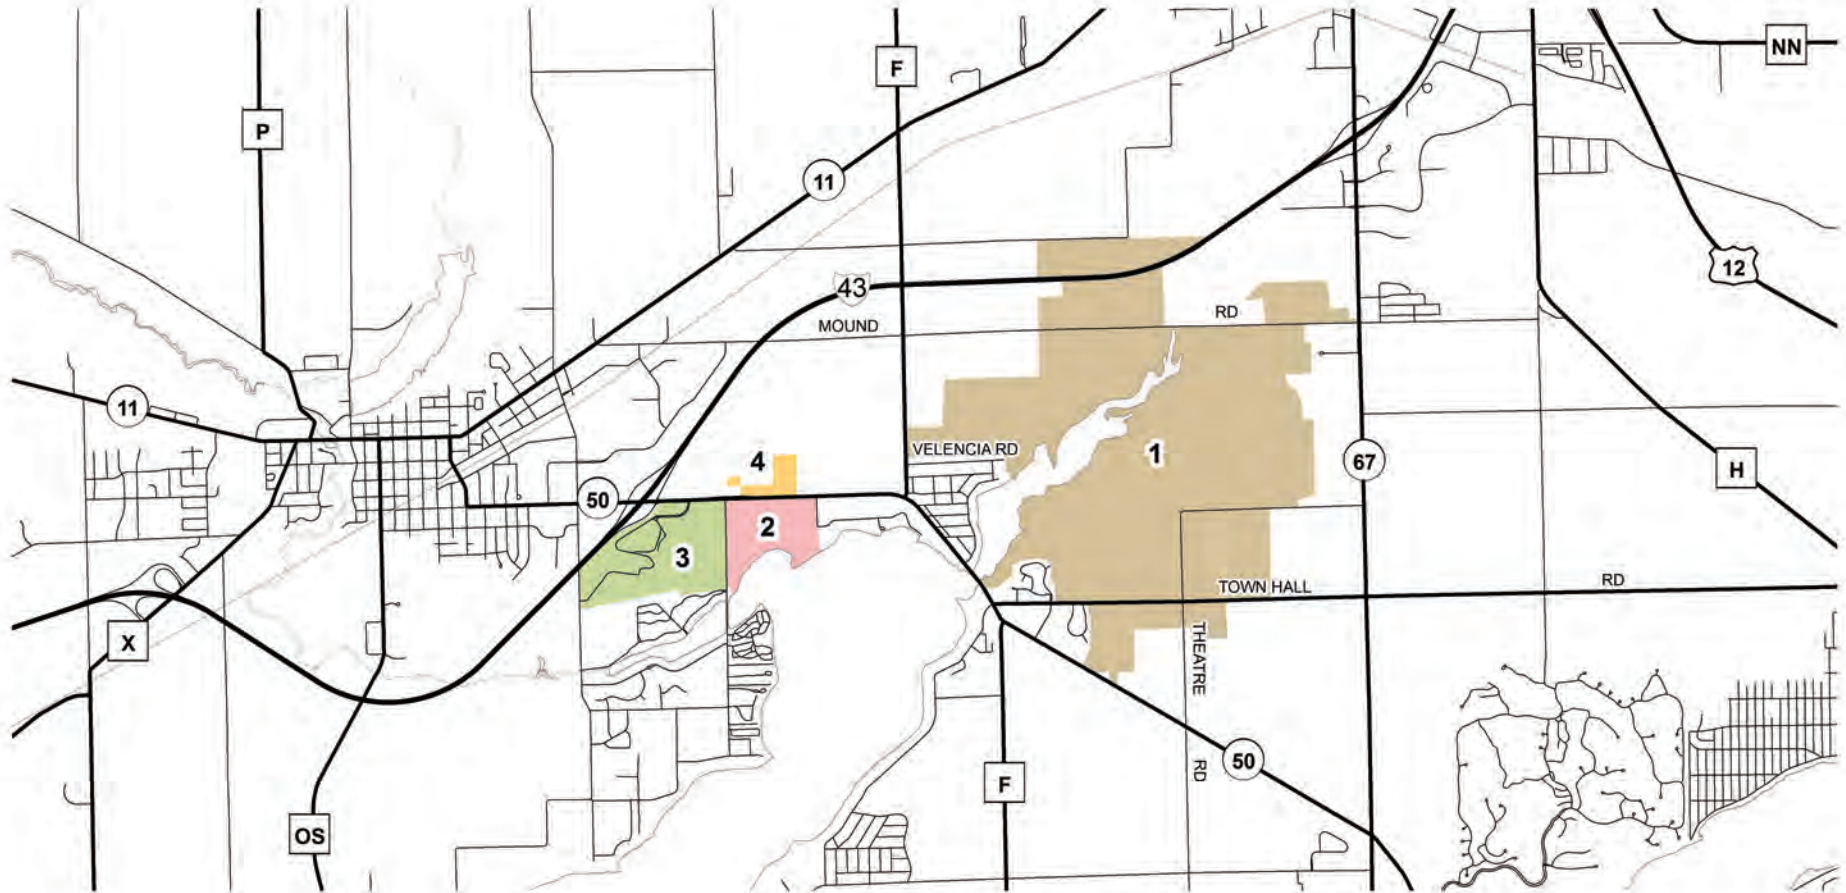 NN
F
P
11
12
43
MOUND
RD
11
VELENCIA RD
1
4
67
H
50
2
3
TOWN HALL
RD
X
THEATRE
RD
50
F
OS